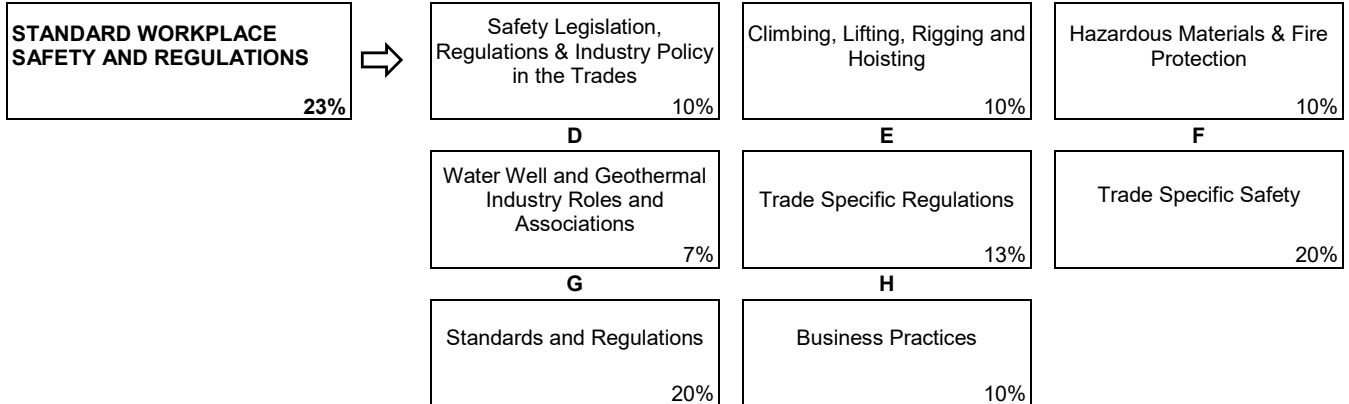 STANDARD WORKPLACE
SAFETY AND REGULATIONS
23%
Safety Legislation,
Regulations & Industry Policy
in the Trades
10%
Climbing, Lifting, Rigging and
Hoisting
10%
Hazardous Materials & Fire
Protection
10%
D
E
F
Water Well and Geothermal
Industry Roles and
Associations
7%
Trade Specific Regulations
13%
Trade Specific Safety
20%
G
H
Standards and Regulations
20%
Business Practices
10%